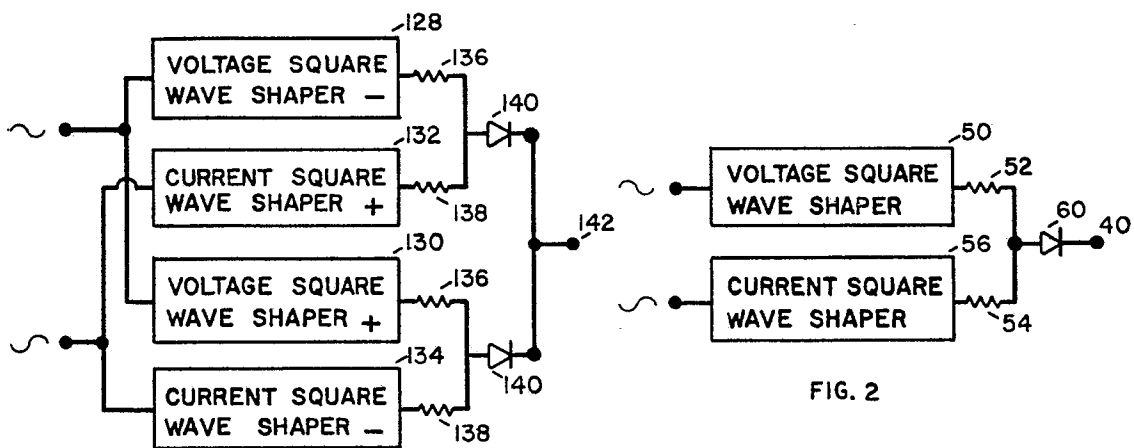 128
VOLTAGE SQUARE
WAVE SHAPER −
136
140
132
CURRENT SQUARE
WAVE SHAPER +
138
142
130
VOLTAGE SQUARE
WAVE SHAPER +
136
134
140
CURRENT SQUARE
WAVE SHAPER −
138
50
VOLTAGE SQUARE
WAVE SHAPER
52
60
40
56
CURRENT SQUARE
WAVE SHAPER
54
FIG. 2